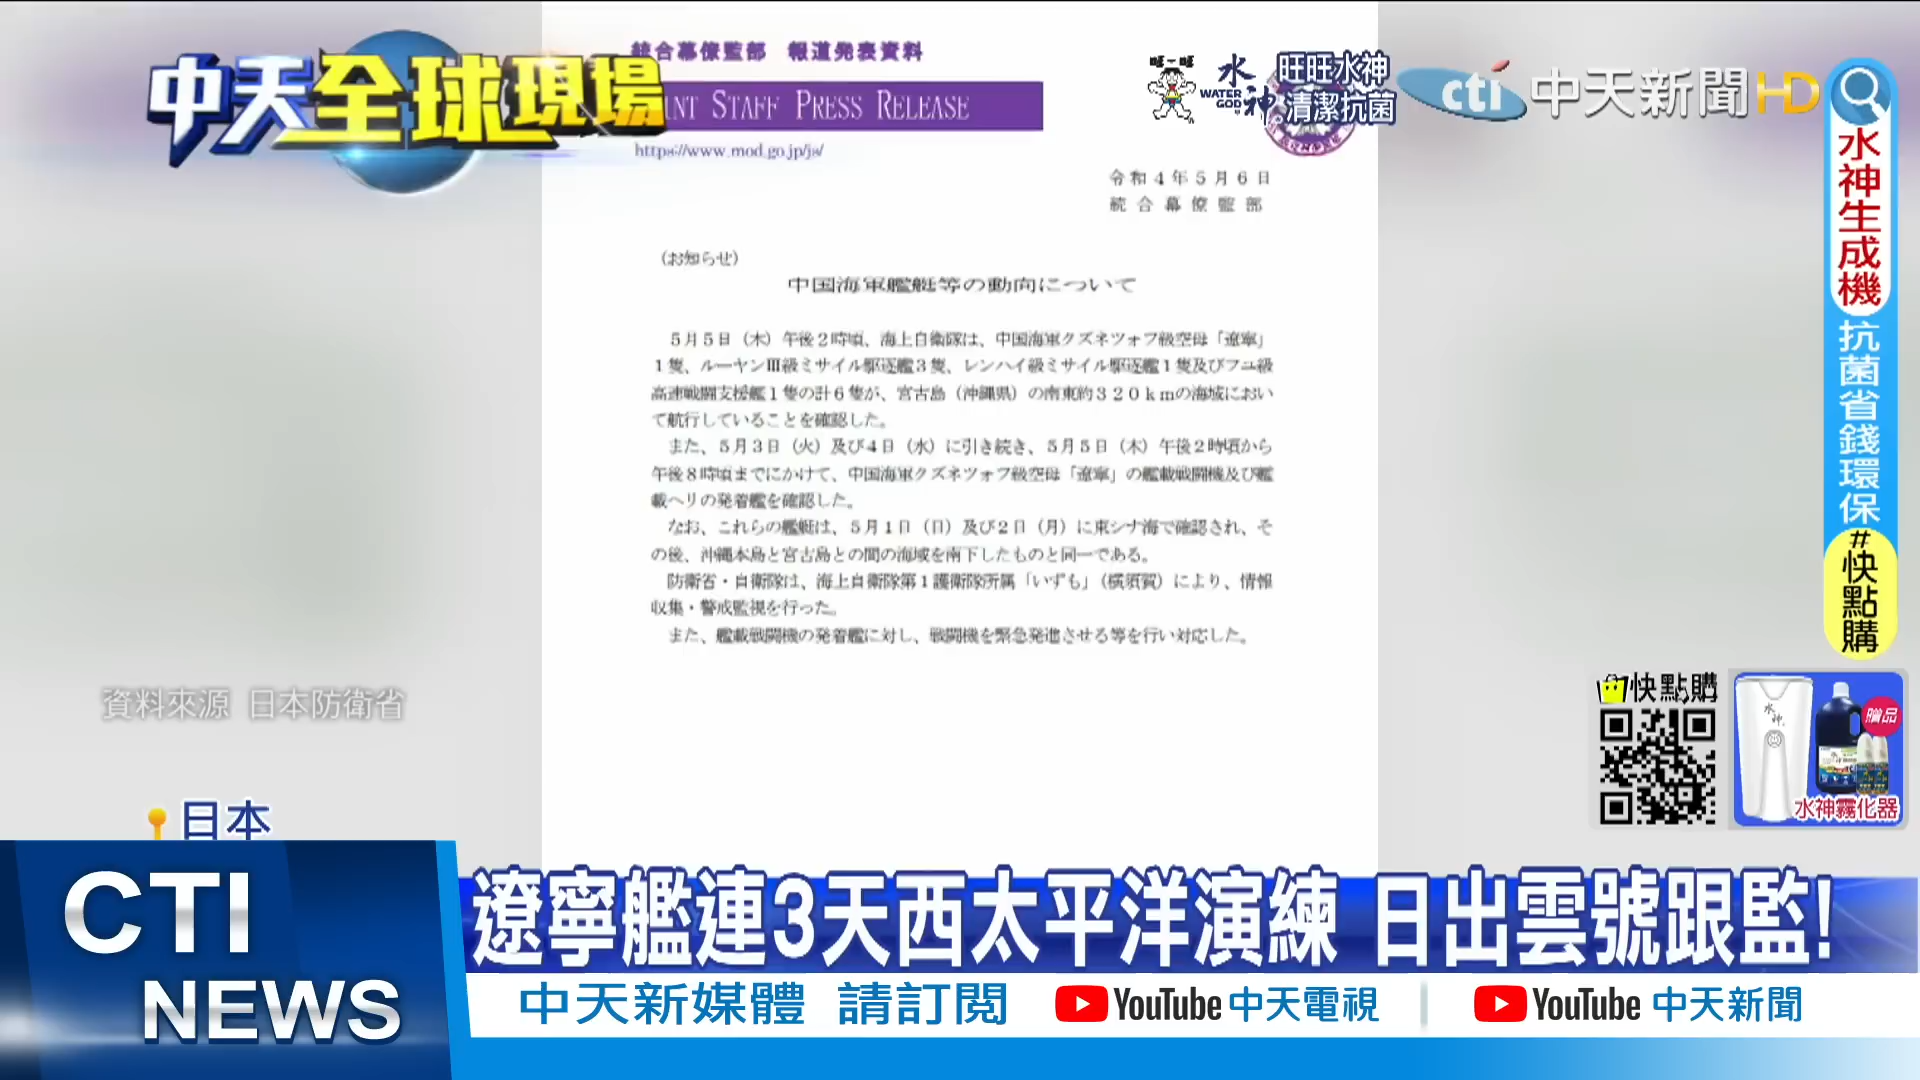 中天全球現場
統合幕僚監部 報道発表資料
INT STAFF PRESS RELEASE
https://www.mod.go.jp/js/
旺旺水神
清潔抗菌
水神
WATER GOD
cti 中天新聞HD
水神生成機
抗菌省錢環保
#快點購
令和4年5月6日
統合幕僚監部
(お知らせ)
中国海軍艦艇等の動向について
5月5日(木)午後2時頃、海上自衛隊は、中国海軍クズネツォフ級空母「遼寧」
1隻、ルーヤンⅢ級ミサイル駆逐艦3隻、レンハイ級ミサイル駆逐艦1隻及びフユ級
高速戦闘支援艦1隻の計6隻が、宮古島(沖縄県)の南東約320kmの海域におい
て航行していることを確認した。
また、5月3日(火)及び4日(水)に引き続き、5月5日(木)午後2時頃から
午後8時頃までにかけて、中国海軍クズネツォフ級空母「遼寧」の艦載戦闘機及び艦
載ヘリの発着艦を確認した。
なお、これらの艦艇は、5月1日(日)及び2日(月)に東シナ海で確認され、そ
の後、沖縄本島と宮古島との間の海域を南下したものと同一である。
防衛省・自衛隊は、海上自衛隊第1護衛隊所属「いずも」(横須賀)により、情報
収集・警戒監視を行った。
また、艦載戦闘機の発着艦に対し、戦闘機を緊急発進させる等を行い対応した。
資料來源 日本防衛省
快點購
水神
贈品
水神霧化器
日本
CTI
NEWS
遼寧艦連3天西太平洋演練 日出雲號跟監!
中天新媒體 請訂閱 YouTube 中天電視 | YouTube 中天新聞